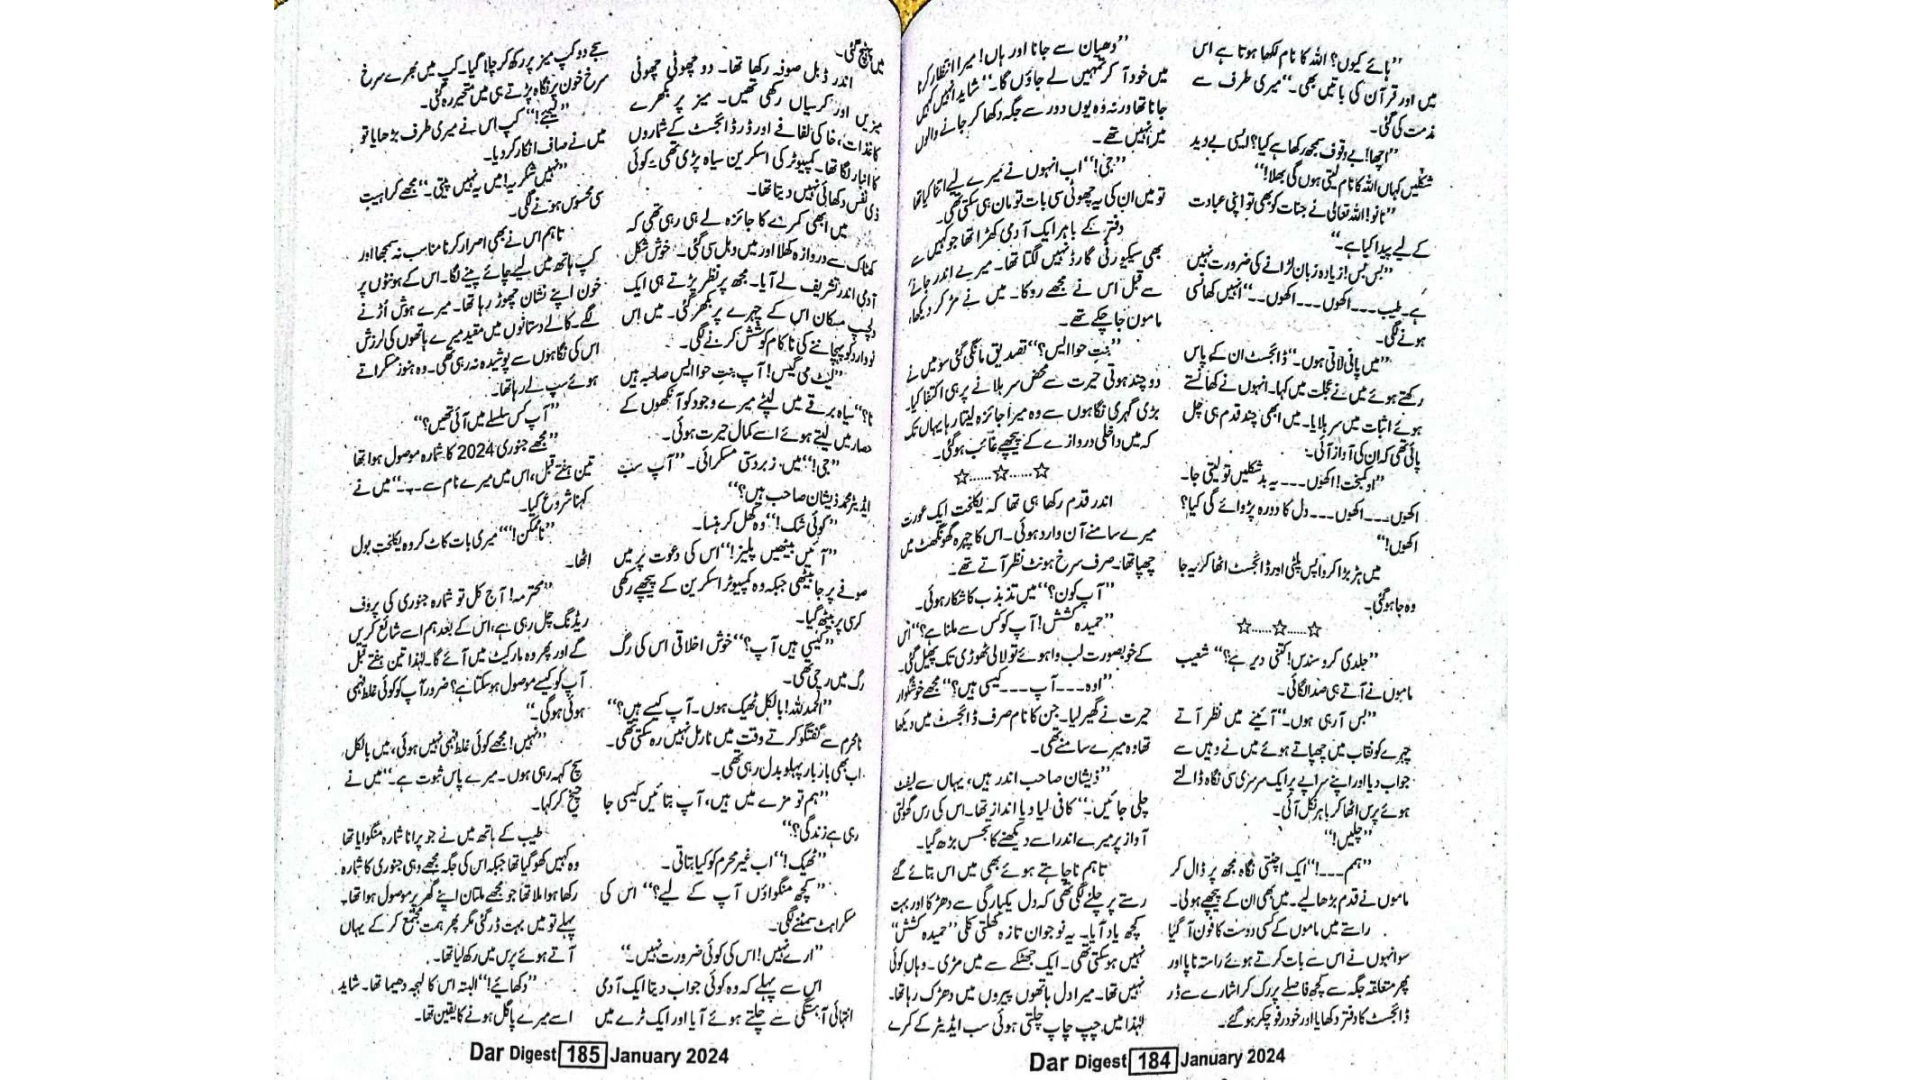 ”ہائے کیوں؟ اللہ کا نام لکھا ہوتا ہے اس
میں اور قرآن کی باتیں بھی۔“ میری طرف سے
مذمت کی گئی۔
”اچھا! بے وقوف سمجھ رکھا ہے کیا؟ ایسی بے دید
شکلیں کہاں اللہ کا نام لیتی ہوں گی بھلا!“
”نانو! اللہ تعالیٰ نے جنات کو بھی تو اپنی عبادت
کے لیے پیدا کیا ہے۔“
”بس بس! زیادہ زبان لڑانے کی ضرورت نہیں
ہے۔ طیب۔۔۔ اکھوں۔۔۔ اکھوں۔۔“ انہیں کھانسی
ہونے لگی۔
”میں پانی لاتی ہوں۔“ ڈائجسٹ ان کے پاس
رکھتے ہوئے میں نے عجلت میں کہا۔ انہوں نے کھانستے
ہوئے اثبات میں سر ہلایا۔ میں ابھی چند قدم ہی چل
پائی تھی کہ ان کی آواز آئی۔
”او کمبخت! اکھوں۔۔۔ یہ بد شکلیں تو لیتی جا۔
اکھوں۔۔۔ اکھوں۔۔۔ دل کا دورہ پڑوائے گی کیا؟
اکھوں!“
میں ہڑبڑا کر واپس پلٹی اور ڈائجسٹ اٹھا کر یہ جا
وہ جا ہو گئی۔
☆......☆......☆
”جلدی کرو سندس! کتنی دیر ہے؟“ شعیب
ماموں نے آتے ہی صدا لگائی۔
”بس آ رہی ہوں۔“ آئینے میں نظر آتے
چہرے کو نقاب میں چھپاتے ہوئے میں نے وہیں سے
جواب دیا اور اپنے سراپے پر ایک سرسری سی نگاہ ڈالتے
ہوئے پرس اٹھا کر باہر نکل آئی۔
”چلیں!“
”ہم۔۔۔!“ ایک اچٹتی نگاہ مجھ پر ڈال کر
ماموں نے قدم بڑھا لیے۔ میں بھی ان کے پیچھے ہولی۔
راستے میں ماموں کے کسی دوست کا فون آ گیا
سو انہوں نے اس سے بات کرتے ہوئے راستہ ناپا اور
پھر متعلقہ جگہ سے کچھ فاصلے پر رک کر اشارے سے ڈر
ڈائجسٹ کا دفتر دکھایا اور خود رفو چکر ہو گئے۔
”دھیان سے جانا اور ہاں! میرا انتظار کرنا
میں خود آ کر تمہیں لے جاؤں گا۔“ شاید انہیں کہیں
جانا تھا ورنہ وہ یوں دور سے جگہ دکھا کر جانے والوں
میں نہیں تھے۔
”جی!“ اب انہوں نے میرے لیے اتنا کیا تھا
تو میں ان کی یہ چھوٹی سی بات تو مان ہی سکتی تھی۔
دفتر کے باہر ایک آدمی کھڑا تھا جو کہیں سے
بھی سیکیورٹی گارڈ نہیں لگتا تھا۔ میرے اندر جانے
سے قبل اس نے مجھے روکا۔ میں نے مڑ کر دیکھا،
ماموں جا چکے تھے۔
”بنتِ حوا ایس؟“ تصدیق مانگی گئی سو میں نے
دو چند ہوتی حیرت سے محض سر ہلانے پر ہی اکتفا کیا۔
بڑی گہری نگاہوں سے وہ میرا جائزہ لیتا رہا یہاں تک
کہ میں داخلی دروازے کے پیچھے غائب ہو گئی۔
☆......☆......☆
اندر قدم رکھا ہی تھا کہ یکلخت ایک عورت
میرے سامنے آن وارد ہوئی۔ اس کا چہرہ گھونگھٹ میں
چھپا تھا۔ صرف سرخ ہونٹ نظر آتے تھے۔
”آپ کون؟“ میں تذبذب کا شکار ہوئی۔
”حمیدہ کشش! آپ کو کس سے ملنا ہے؟“ اس
کے خوبصورت لب وا ہوئے تو لالی ٹھوڑی تک پھیل گئی۔
”اوہ۔۔۔ آپ۔۔۔ کیسی ہیں؟“ مجھے خوشگوار
حیرت نے گھیر لیا۔ جن کا نام صرف ڈائجسٹ میں دیکھا
تھا وہ میرے سامنے تھی۔
”ذیشان صاحب اندر ہیں، یہاں سے لیفٹ
چلی جائیں۔“ کافی لیا دیا انداز تھا۔ اس کی رس گھولتی
آواز پر میرے اندر اسے دیکھنے کا تجسس بڑھ گیا۔
تاہم نا چاہتے ہوئے بھی میں اس بتائے گئے
رستے پر چلنے لگی تھی کہ دل یکبارگی سے دھڑکا اور بہت
کچھ یاد آیا۔ یہ نوجوان تازہ کھلتی کلی ”حمیدہ کشش“
نہیں ہو سکتی تھی۔ ایک جھٹکے سے میں مڑی۔ وہاں کوئی
نہیں تھا۔ میرا دل ہاتھوں پیروں میں دھڑک رہا تھا۔
لہٰذا میں چپ چاپ چلتی ہوئی سب ایڈیٹر کے کمرے
Dar Digest 184 January 2024
میں پہنچ گئی۔
اندر ڈبل صوفہ رکھا تھا۔ دو چھوٹی چھوٹی
میزیں اور کرسیاں رکھی تھیں۔ میز پر بکھرے
کاغذات، خاکی لفافے اور ڈر ڈائجسٹ کے شماروں
کا انبار لگا تھا۔ کمپیوٹر کی اسکرین سیاہ پڑی تھی۔ کوئی
ذی نفس دکھائی نہیں دیتا تھا۔
میں ابھی کمرے کا جائزہ لے ہی رہی تھی کہ
کھٹاک سے دروازہ کھلا اور میں دہل سی گئی۔ خوش شکل
آدمی اندر تشریف لے آیا۔ مجھ پر نظر پڑتے ہی ایک
دلچسپ مسکان اس کے چہرے پر بکھر گئی۔ میں اس
نووارد کو پہچاننے کی ناکام کوشش کرنے لگی۔
”لیٹ می گیس! آپ بنتِ حوا ایس صاحبہ ہیں
نا؟“ سیاہ برقے میں لپٹے میرے وجود کو آنکھوں کے
حصار میں لیتے ہوئے اسے کمال حیرت ہوئی۔
”جی!“ میں زبردستی مسکرائی۔ ”آپ سب
ایڈیٹر محمد ذیشان صاحب ہیں؟“
”کوئی شک!“ وہ کھل کر ہنسا۔
”آئیں بیٹھیں پلیز!“ اس کی دعوت پر میں
صوفے پر جا بیٹھی جبکہ وہ کمپیوٹر اسکرین کے پیچھے رکھی
کرسی پر بیٹھ گیا۔
”کیسی ہیں آپ؟“ خوش اخلاقی اس کی رگ
رگ میں رچی تھی۔
”الحمدللہ! بالکل ٹھیک ہوں۔ آپ کیسے ہیں؟“
نامحرم سے گفتگو کرتے وقت میں نارمل نہیں رہ سکتی تھی۔
اب بھی بار بار پہلو بدل رہی تھی۔
”ہم تو مزے میں ہیں، آپ بتائیں کیسی جا
رہی ہے زندگی؟“
”ٹھیک!“ اب غیر محرم کو کیا بتاتی۔
”کچھ منگواؤں آپ کے لیے؟“ اس کی
مسکراہٹ سمٹنے لگی۔
”ارے نہیں! اس کی کوئی ضرورت نہیں۔“
اس سے پہلے کہ وہ کوئی جواب دیتا ایک آدمی
انتہائی آہستگی سے چلتے ہوئے آیا اور ایک ٹرے میں
سجے دو کپ میز پر رکھ کر چلا گیا۔ کپ میں بھرے سرخ
سرخ خون پر نگاہ پڑتے ہی میں متحیر رہ گئی۔
”لیجیے!“ کپ اس نے میری طرف بڑھایا تو
میں نے صاف انکار کر دیا۔
”نہیں شکریہ! میں یہ نہیں پیتی۔“ مجھے کراہیت
سی محسوس ہونے لگی۔
تاہم اس نے بھی اصرار کرنا مناسب نہ سمجھا اور
کپ ہاتھ میں لیے چائے پینے لگا۔ اس کے ہونٹوں پر
خون اپنے نشان چھوڑ رہا تھا۔ میرے ہوش اڑنے
لگے۔ کالے دستانوں میں مقید میرے ہاتھوں کی لرزش
اس کی نگاہوں سے پوشیدہ نہ رہی تھی۔ وہ ہنوز مسکراتے
ہوئے سپ لے رہا تھا۔
”آپ کس سلسلے میں آئی تھیں؟“
”مجھے جنوری 2024 کا شمارہ موصول ہوا تھا
تین ہفتے قبل، اس میں میرے نام سے۔۔۔“ میں نے
کہنا شروع کیا۔
”ناممکن!“ میری بات کاٹ کر وہ یکلخت بول
اٹھا۔
”محترمہ! آج کل تو شمارہ جنوری کی پروف
ریڈنگ چل رہی ہے، اس کے بعد ہم اسے شائع کریں
گے اور پھر وہ مارکیٹ میں آئے گا۔ لہٰذا تین ہفتے قبل
آپ کو کیسے موصول ہو سکتا ہے؟ ضرور آپ کو کوئی غلط فہمی
ہوئی ہو گی۔“
”نہیں! مجھے کوئی غلط فہمی نہیں ہوئی، میں بالکل
سچ کہہ رہی ہوں۔ میرے پاس ثبوت ہے۔“ میں نے
چیخ کر کہا۔
طیب کے ہاتھ میں نے جو پرانا شمارہ منگوایا تھا
وہ کہیں کھو گیا تھا جبکہ اس کی جگہ مجھے وہی جنوری کا شمارہ
رکھا ہوا ملا تھا جو مجھے ملتان اپنے گھر پر موصول ہوا تھا۔
پہلے تو میں بہت ڈر گئی مگر پھر ہمت مجتمع کر کے یہاں
آتے ہوئے پرس میں رکھ لیا تھا۔
”دکھائیے!“ البتہ اس کا لہجہ دھیما تھا۔ شاید
اسے میرے پاگل ہونے کا یقین تھا۔
Dar Digest 185 January 2024